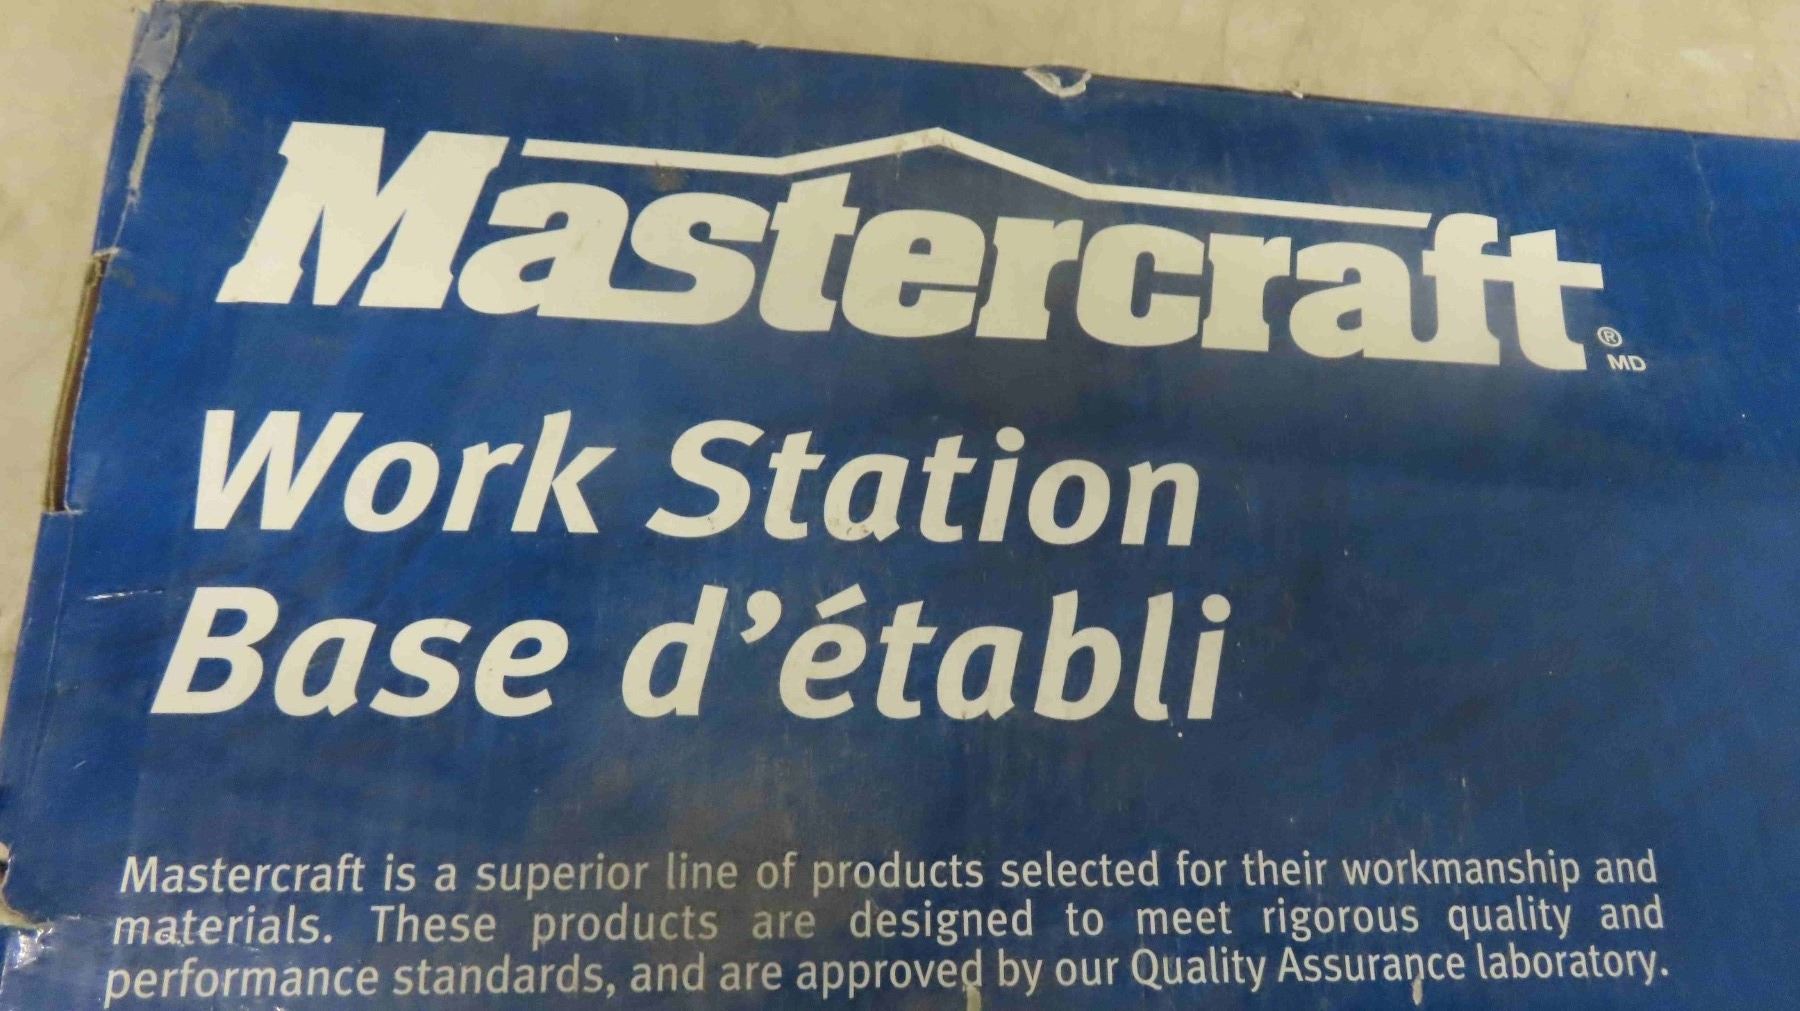 Mastercraft®
MD
Work Station
Base d’établi
Mastercraft is a superior line of products selected for their workmanship and
materials. These products are designed to meet rigorous quality and
performance standards, and are approved by our Quality Assurance laboratory.